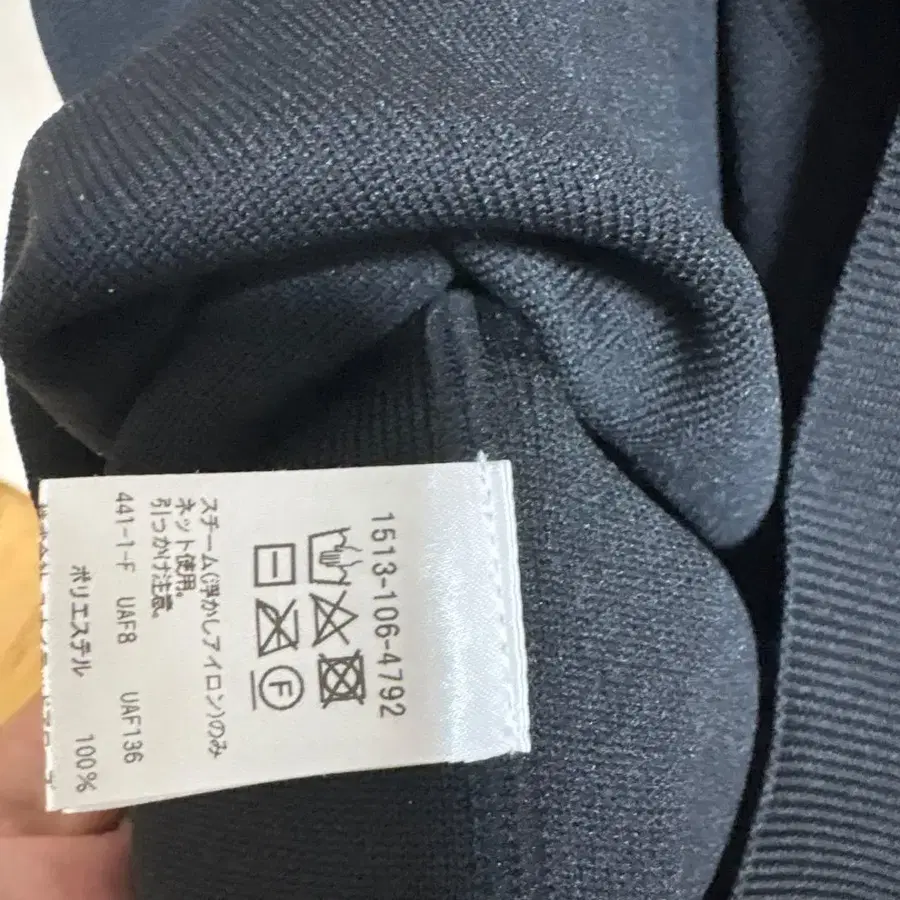 1513-106-4792
F
スチーム(浮かしアイロン)のみ
ネット使用。
引っかけ注意。
441-1-F UAF8 UAF136
ポリエステル 100%